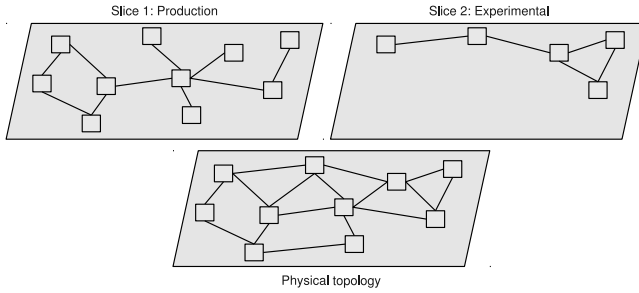 Slice 1: Production
Slice 2: Experimental
Physical topology